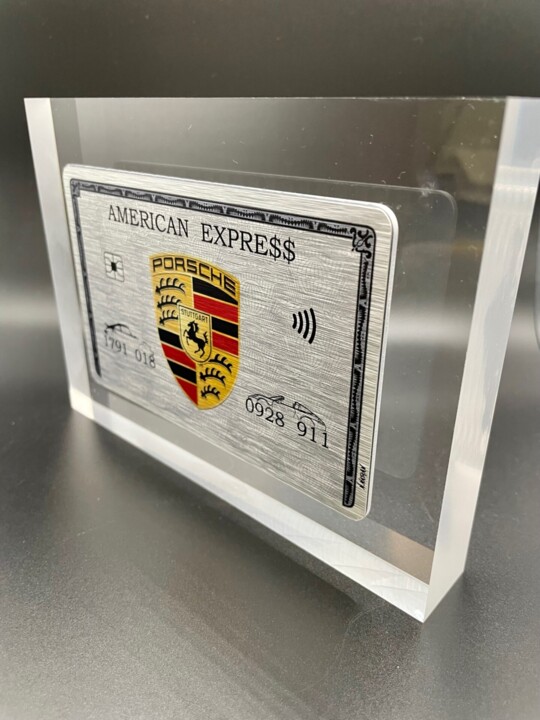 AMERICAN EXPRE$$
PORSCHE
STUTTGART
1791 018
0928 911